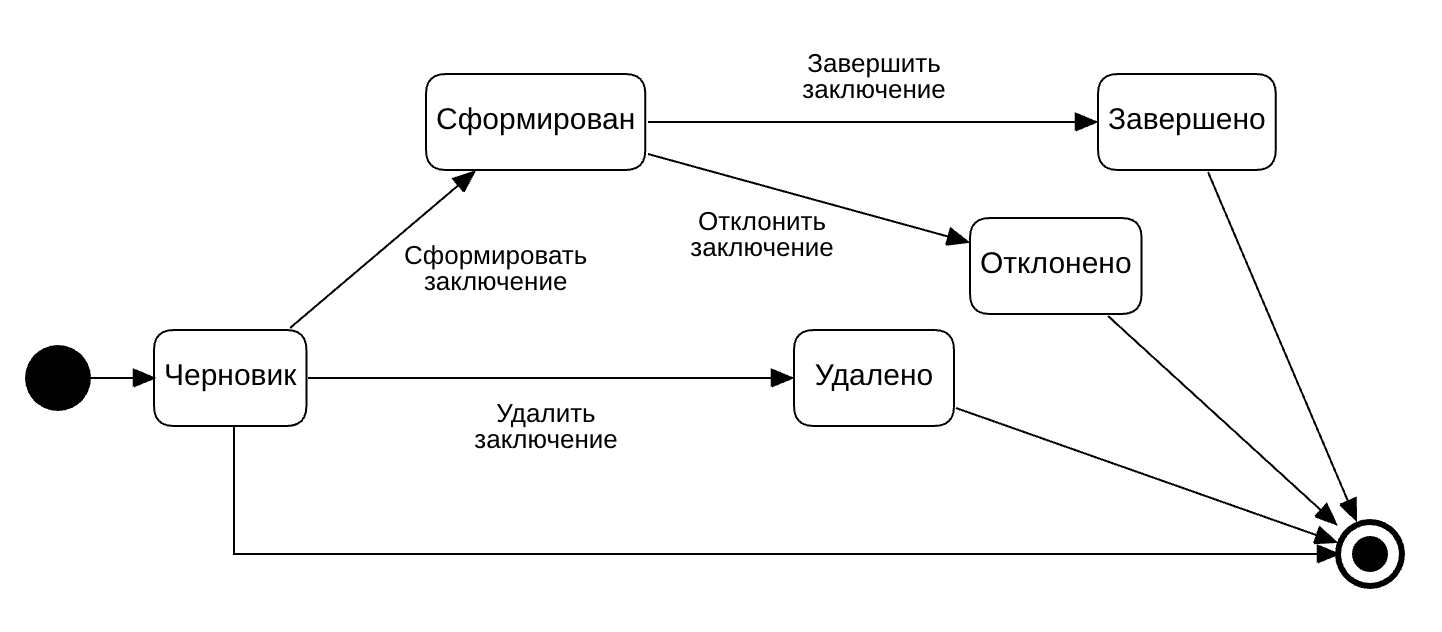 Завершить
заключение
Сформирован
Завершено
Отклонить
заключение
Сформировать
заключение
Отклонено
Черновик
Удалено
Удалить
заключение